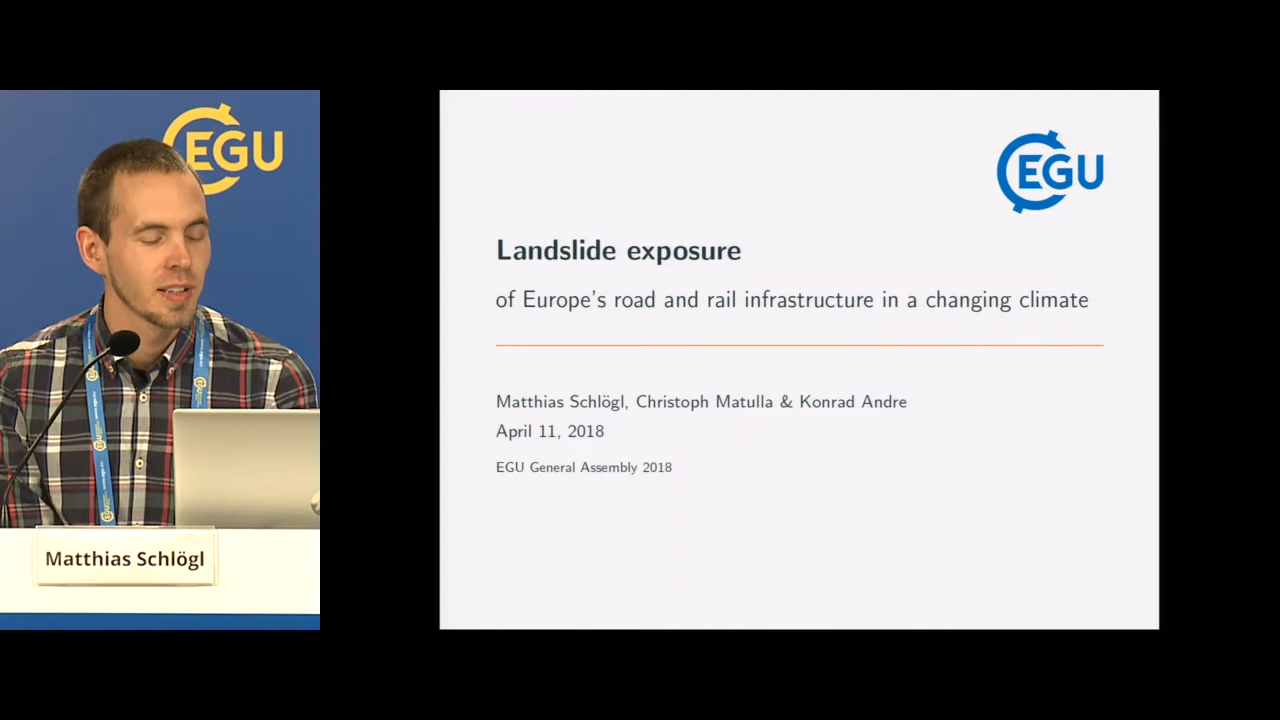 EGU
Matthias Schlögl
EGU
Landslide exposure
of Europe's road and rail infrastructure in a changing climate
Matthias Schlögl, Christoph Matulla & Konrad Andre
April 11, 2018
EGU General Assembly 2018